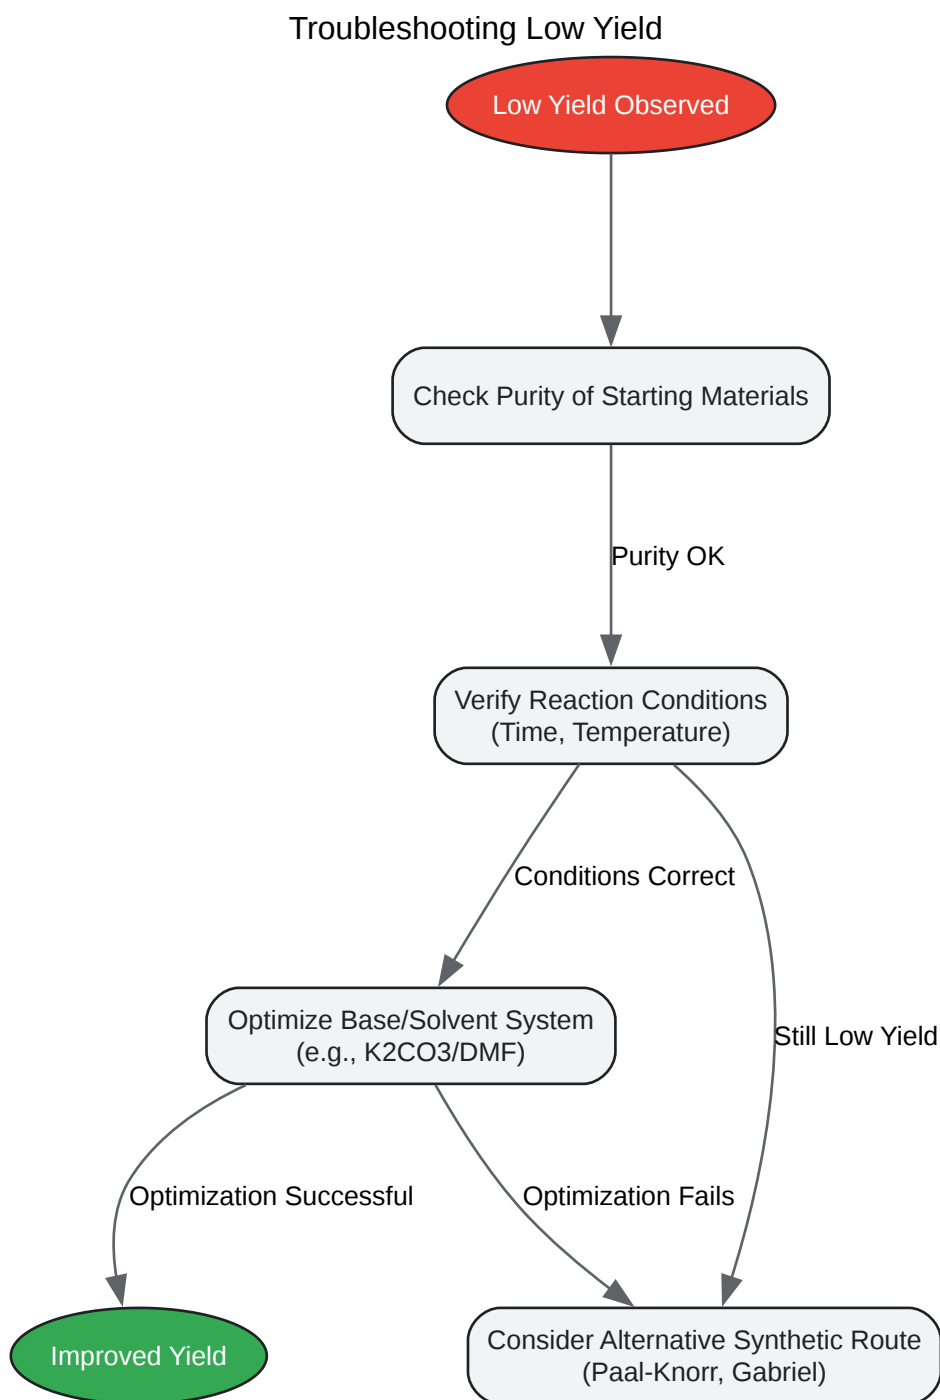 Troubleshooting Low Yield
Low Yield Observed
Check Purity of Starting Materials
Purity OK
Verify Reaction Conditions
(Time, Temperature)
Conditions Correct
Optimize Base/Solvent System
(e.g., K2CO3/DMF)
Still Low Yield
Optimization Successful
Optimization Fails
Improved Yield
Consider Alternative Synthetic Route
(Paal-Knorr, Gabriel)